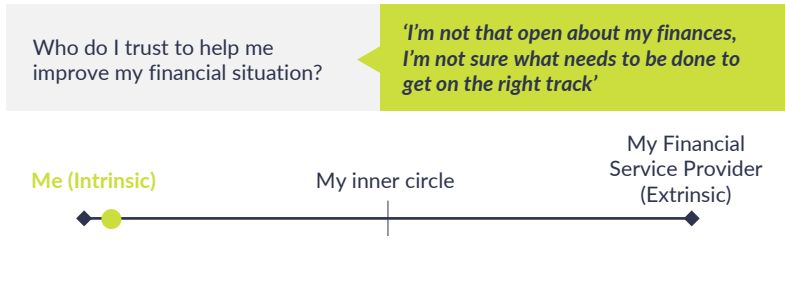 Who do I trust to help me
improve my financial situation?
‘I’m not that open about my finances,
I’m not sure what needs to be done to
get on the right track’
Me (Intrinsic)
My inner circle
My Financial
Service Provider
(Extrinsic)